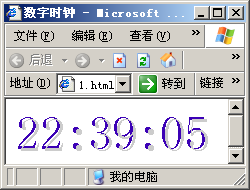 数字时钟 - Microsoft ...
文件(F) 编辑(E) 查看(V) »
后退 »
地址(D) 1.html 转到 链接 »
22:39:05
我的电脑